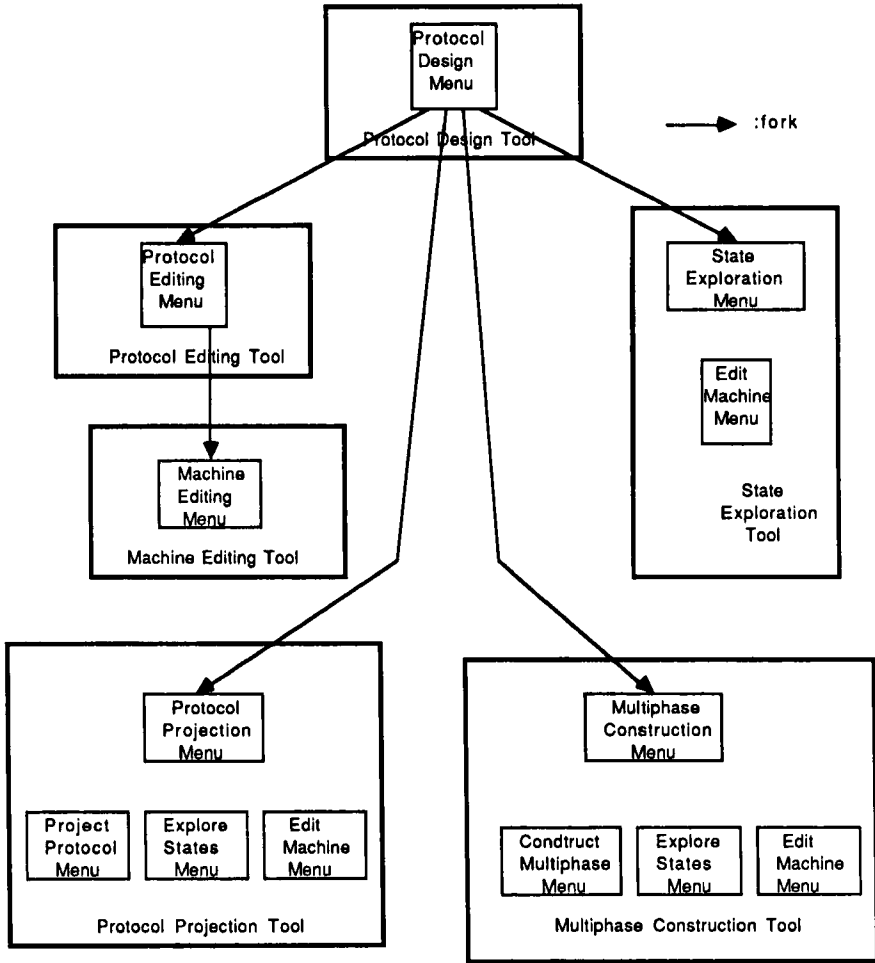 Protocol
Design
Menu
Protocol Design Tool
:fork
Protocol
Editing
Menu
Protocol Editing Tool
State
Exploration
Menu
Edit
Machine
Menu
State
Exploration
Tool
Machine
Editing
Menu
Machine Editing Tool
Protocol
Projection
Menu
Project
Protocol
Menu
Explore
States
Menu
Edit
Machine
Menu
Protocol Projection Tool
Multiphase
Construction
Menu
Condtruct
Multiphase
Menu
Explore
States
Menu
Edit
Machine
Menu
Multiphase Construction Tool